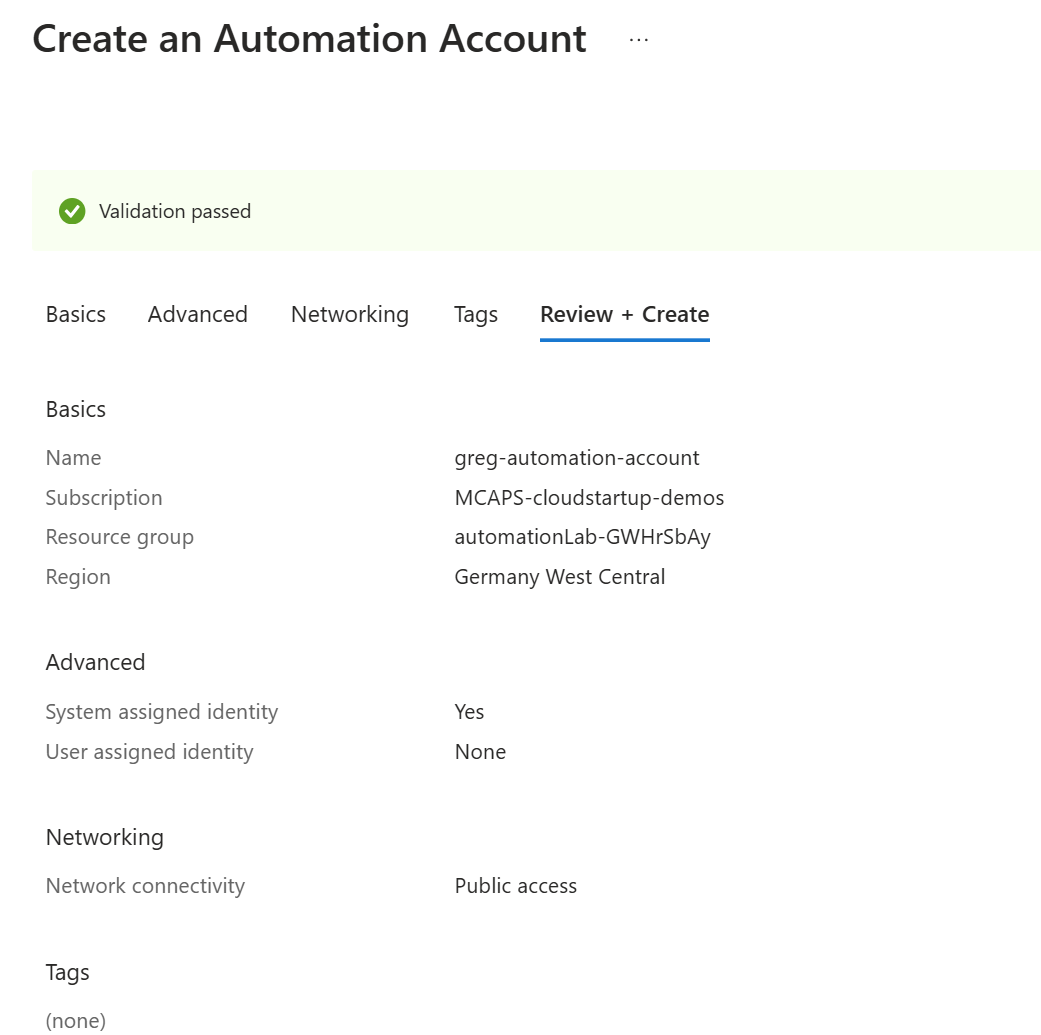 Create an Automation Account ...
Validation passed
Basics Advanced Networking Tags Review + Create
Basics
Name greg-automation-account
Subscription MCAPS-cloudstartup-demos
Resource group automationLab-GWHrSbAy
Region Germany West Central
Advanced
System assigned identity Yes
User assigned identity None
Networking
Network connectivity Public access
Tags
(none)